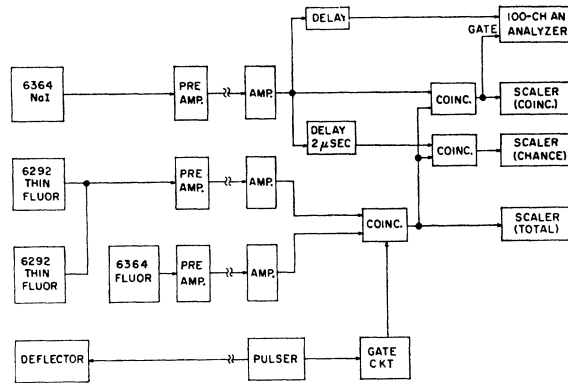 DELAY
100-CHAN
ANALYZER
GATE
6364
NaI
PRE
AMP.
AMP.
COINC.
SCALER
(COINC.)
DELAY
2 μSEC
COINC.
SCALER
(CHANCE)
6292
THIN
FLUOR
PRE
AMP.
AMP.
COINC.
SCALER
(TOTAL)
6292
THIN
FLUOR
6364
FLUOR
PRE
AMP.
AMP.
DEFLECTOR
PULSER
GATE
CKT